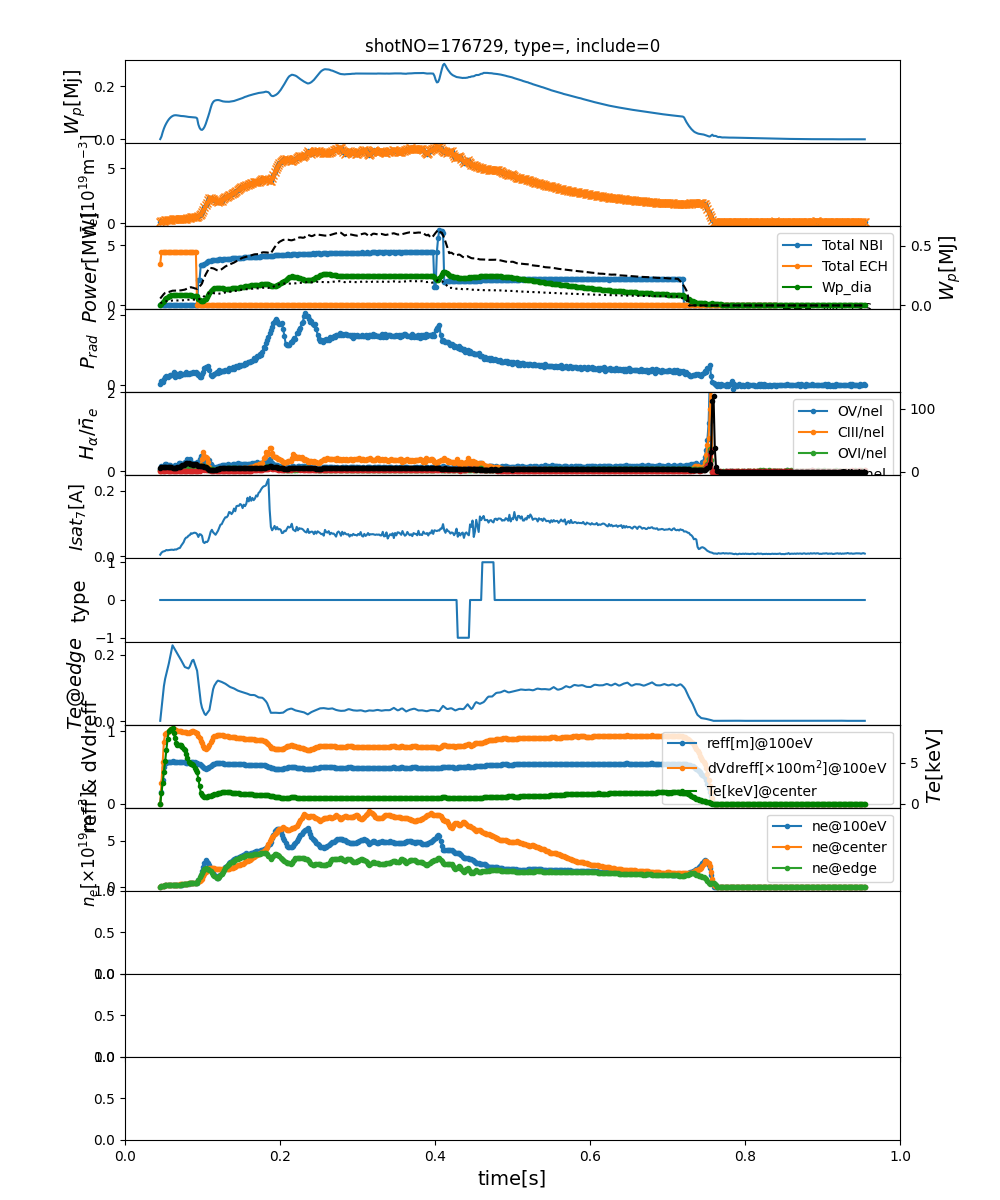 shotNO=176729, type=, include=0
W_p[MJ]
0.2
0.0
[10^19 m^-3]
5
0
Power[MW]
5
0
0.5
0.0
W_p[MJ]
Total NBI
Total ECH
Wp_dia
P_rad
2
0
H_α/n̄_e
2
0
100
0
OV/nel
CIII/nel
OVI/nel
Isat_7[A]
0.2
0.0
type
1
0
−1
Te@edge
0.2
0.0
reff & dVdreff
1
0
5
0
Te[keV]
reff[m]@100eV
dVdreff[×100m^2]@100eV
Te[keV]@center
n_e[×10^19 m^-3]
5
0
ne@100eV
ne@center
ne@edge
1.0
0.5
0.0
1.0
0.5
0.0
1.0
0.5
0.0
0.0
0.2
0.4
0.6
0.8
1.0
time[s]